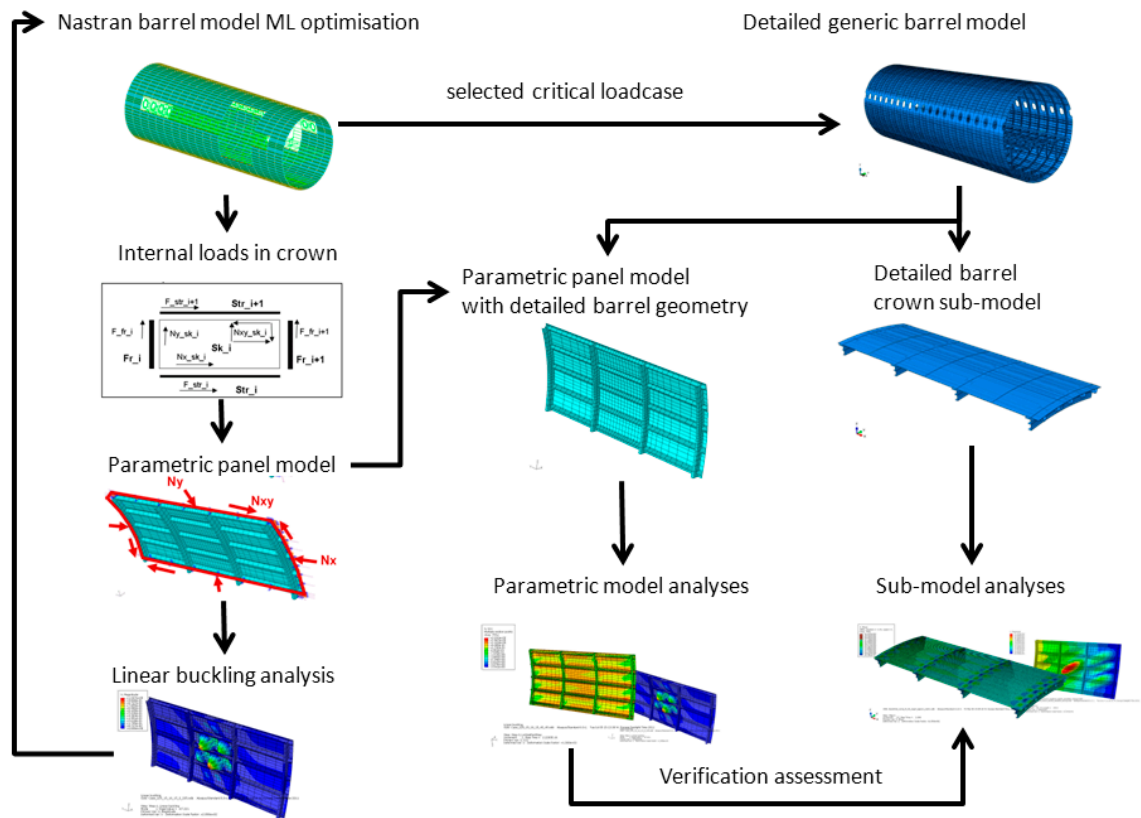 Nastran barrel model ML optimisation
Detailed generic barrel model
selected critical loadcase
Internal loads in crown
F_str_i+1
Str_i+1
F_fr_i
Ny_sk_i
Nxy_sk_i
F_fr_i+1
Sk_i
Fr_i
Nx_sk_i
Fr_i+1
F_str_i
Str_i
Parametric panel model
with detailed barrel geometry
Detailed barrel
crown sub-model
Parametric panel model
Ny
Nxy
Nx
Parametric model analyses
Sub-model analyses
Linear buckling analysis
Verification assessment